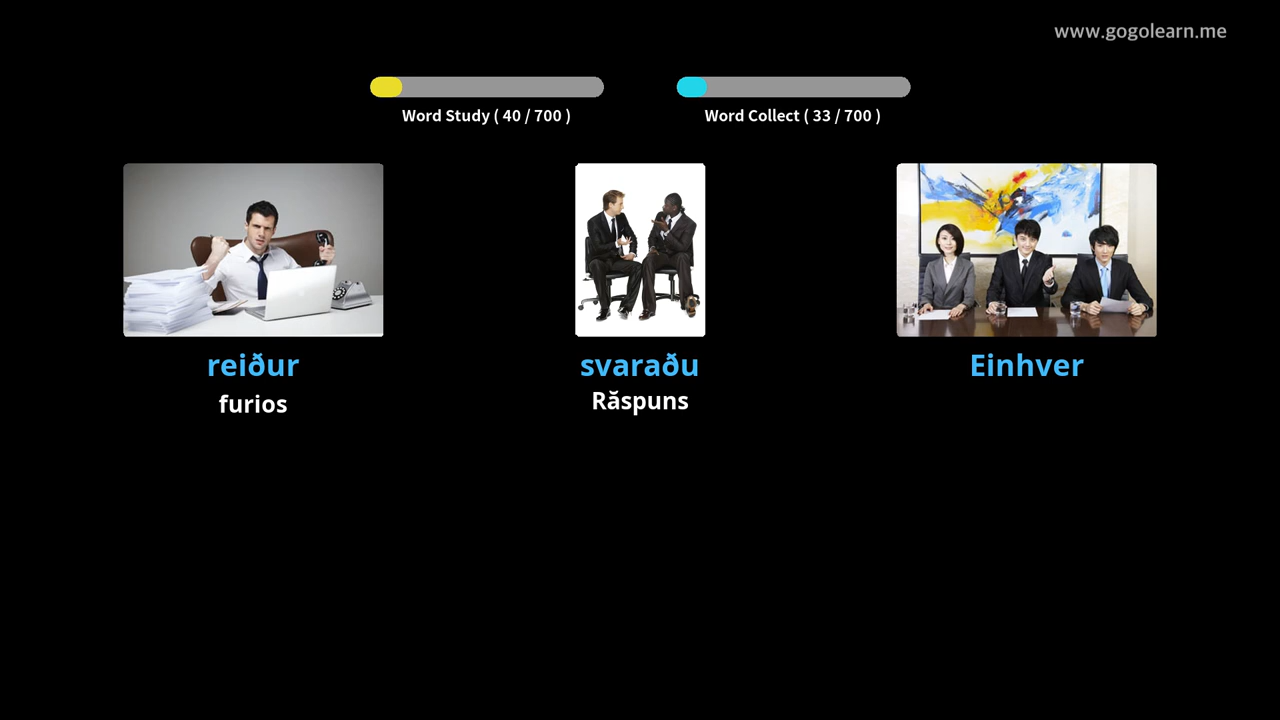 www.gogolearn.me
Word Study ( 40 / 700 )
Word Collect ( 33 / 700 )
reiður
svaraðu
Einhver
furios
Răspuns